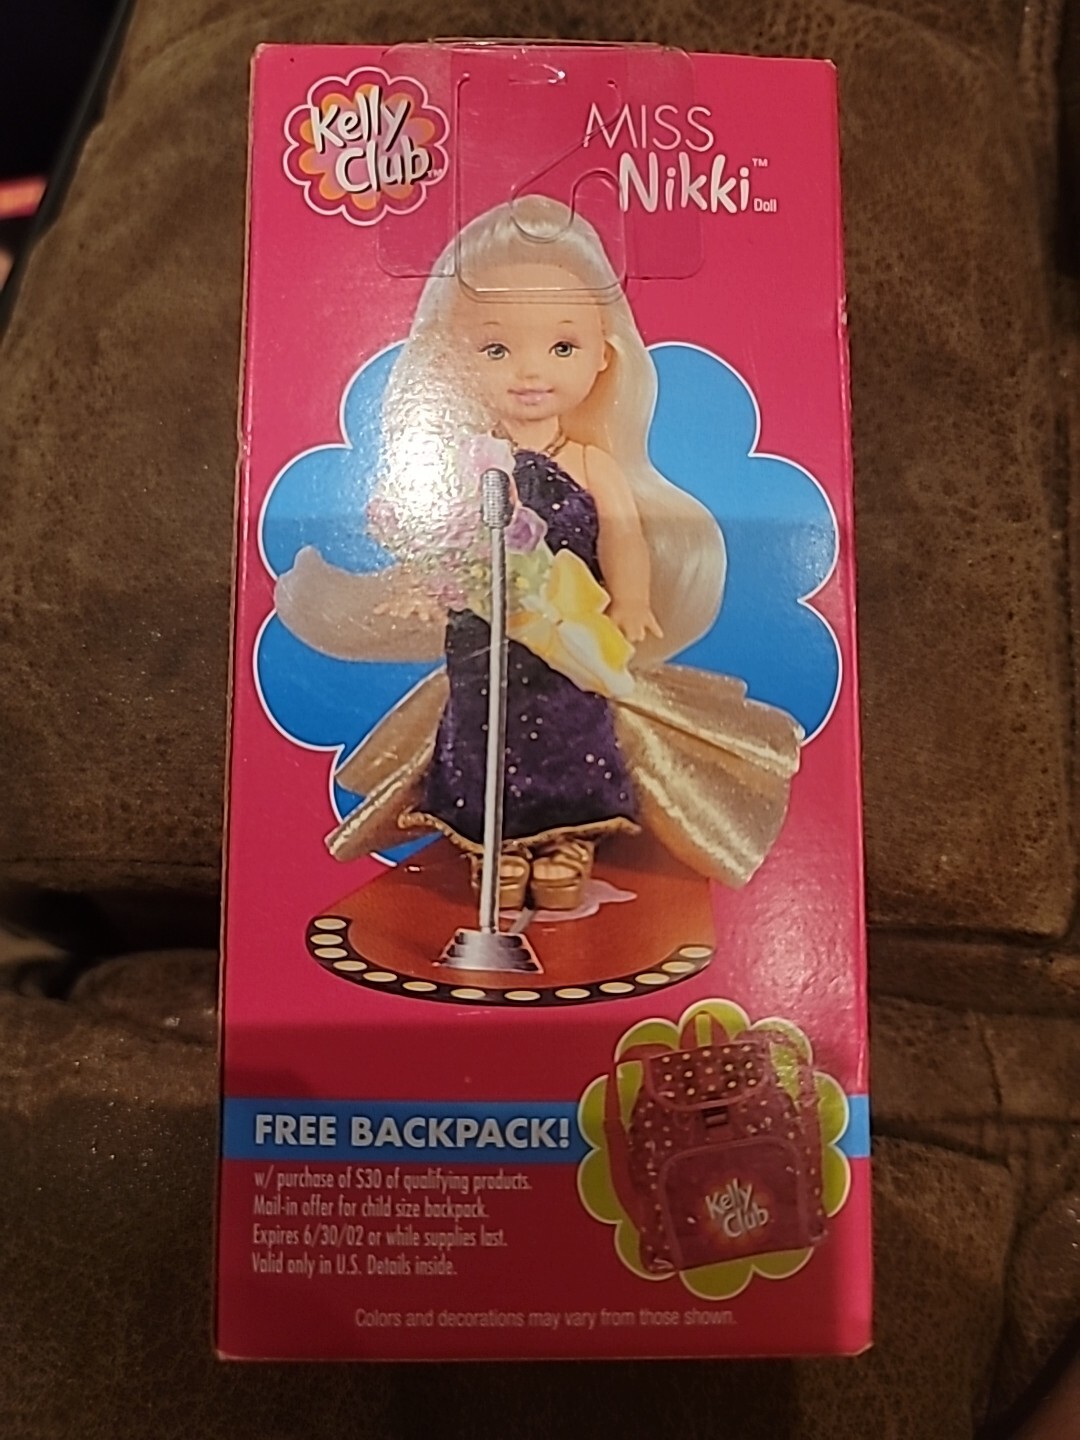 Kelly
Club™
MISS
Nikki™ Doll
FREE BACKPACK!
w/ purchase of $30 of qualifying products.
Mail-in offer for child size backpack.
Expires 6/30/02 or while supplies last.
Valid only in U.S. Details inside.
Kelly
Club
Colors and decorations may vary from those shown.